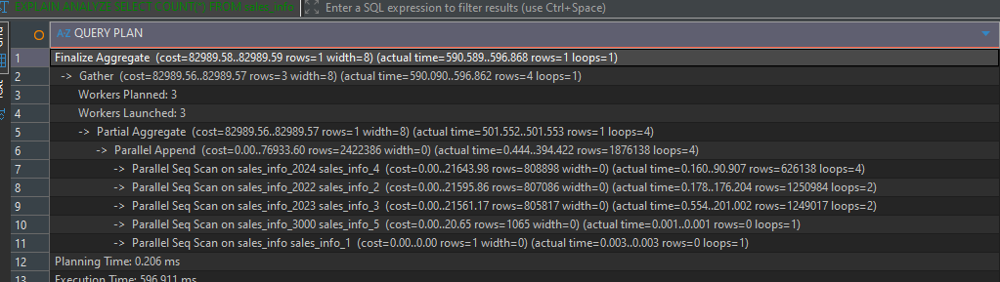 EXPLAIN ANALYZE SELECT COUNT(*) FROM sales_info Enter a SQL expression to filter results (use Ctrl+Space)
A-Z QUERY PLAN
1 Finalize Aggregate (cost=82989.58..82989.59 rows=1 width=8) (actual time=590.589..596.868 rows=1 loops=1)
2 -> Gather (cost=82989.56..82989.57 rows=3 width=8) (actual time=590.090..596.862 rows=4 loops=1)
3 Workers Planned: 3
4 Workers Launched: 3
5 -> Partial Aggregate (cost=82989.56..82989.57 rows=1 width=8) (actual time=501.552..501.553 rows=1 loops=4)
6 -> Parallel Append (cost=0.00..76933.60 rows=2422386 width=0) (actual time=0.444..394.422 rows=1876138 loops=4)
7 -> Parallel Seq Scan on sales_info_2024 sales_info_4 (cost=0.00..21643.98 rows=808898 width=0) (actual time=0.160..90.907 rows=626138 loops=4)
8 -> Parallel Seq Scan on sales_info_2022 sales_info_2 (cost=0.00..21595.86 rows=807086 width=0) (actual time=0.178..176.204 rows=1250984 loops=2)
9 -> Parallel Seq Scan on sales_info_2023 sales_info_3 (cost=0.00..21561.17 rows=805817 width=0) (actual time=0.554..201.002 rows=1249017 loops=2)
10 -> Parallel Seq Scan on sales_info_3000 sales_info_5 (cost=0.00..20.65 rows=1065 width=0) (actual time=0.001..0.001 rows=0 loops=1)
11 -> Parallel Seq Scan on sales_info sales_info_1 (cost=0.00..0.00 rows=1 width=0) (actual time=0.003..0.003 rows=0 loops=1)
12 Planning Time: 0.206 ms
13 Execution Time: 596.911 ms